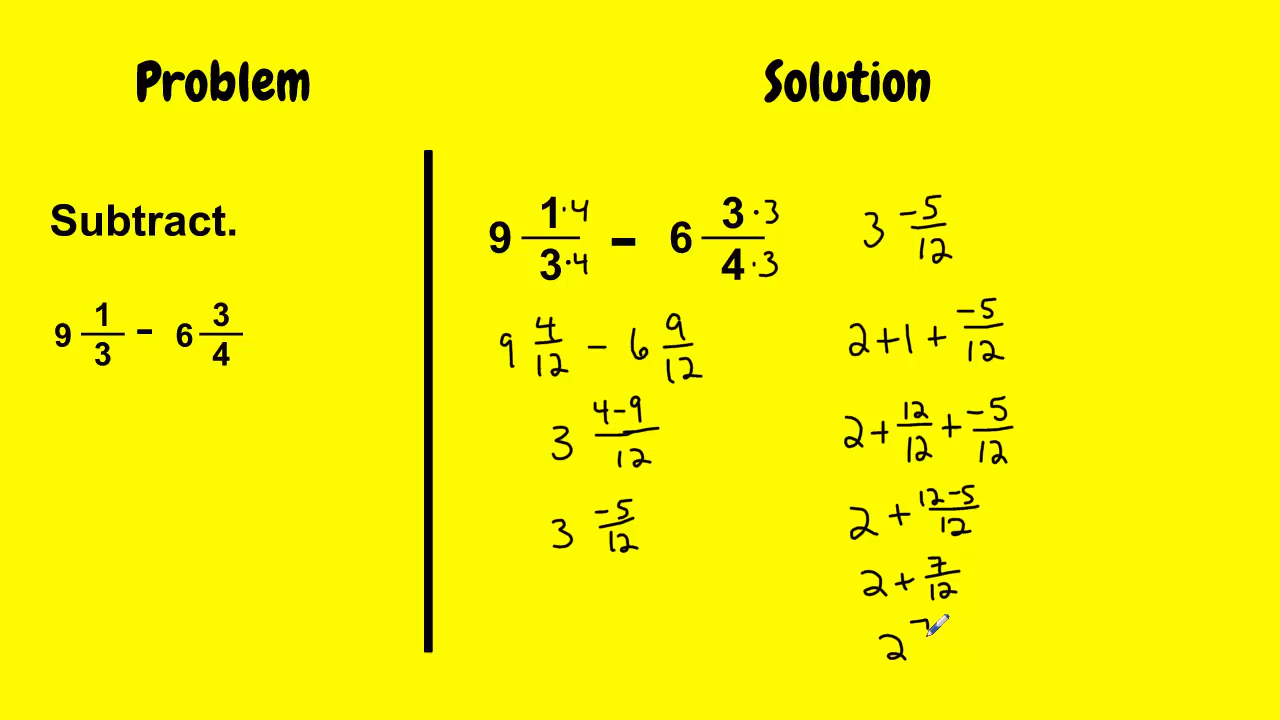 Problem
Subtract.
9 1/3 - 6 3/4
Solution
9 1·4/3·4 - 6 3·3/4·3
9 4/12 - 6 9/12
3 4-9/12
3 -5/12
3 -5/12
2+1+ -5/12
2+ 12/12 + -5/12
2 + 12-5/12
2 + 7/12
2 7